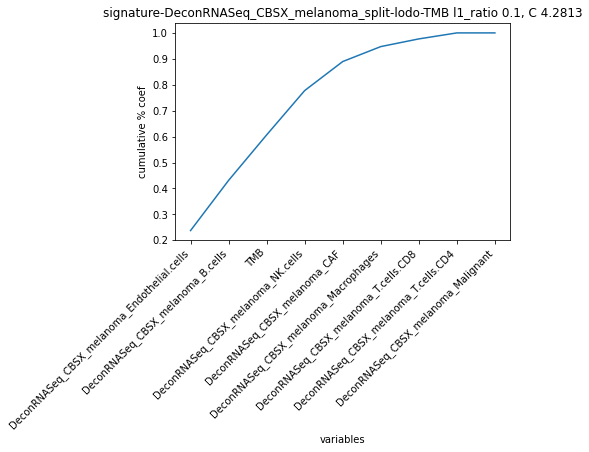 signature-DeconRNASeq_CBSX_melanoma_split-lodo-TMB l1_ratio 0.1, C 4.2813
cumulative % coef
1.0
0.9
0.8
0.7
0.6
0.5
0.4
0.3
0.2
DeconRNASeq_CBSX_melanoma_Endothelial.cells
DeconRNASeq_CBSX_melanoma_B.cells
TMB
DeconRNASeq_CBSX_melanoma_NK.cells
DeconRNASeq_CBSX_melanoma_CAF
DeconRNASeq_CBSX_melanoma_Macrophages
DeconRNASeq_CBSX_melanoma_T.cells.CD8
DeconRNASeq_CBSX_melanoma_T.cells.CD4
DeconRNASeq_CBSX_melanoma_Malignant
variables